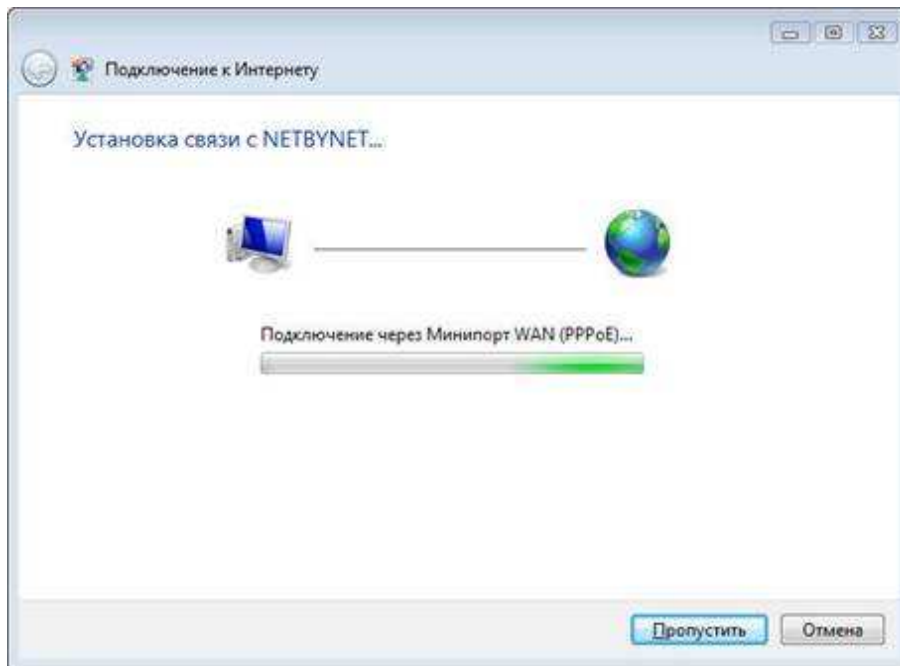 Подключение к Интернету
Установка связи с NETBYNET...
Подключение через Минипорт WAN (PPPoE)...
Пропустить Отмена